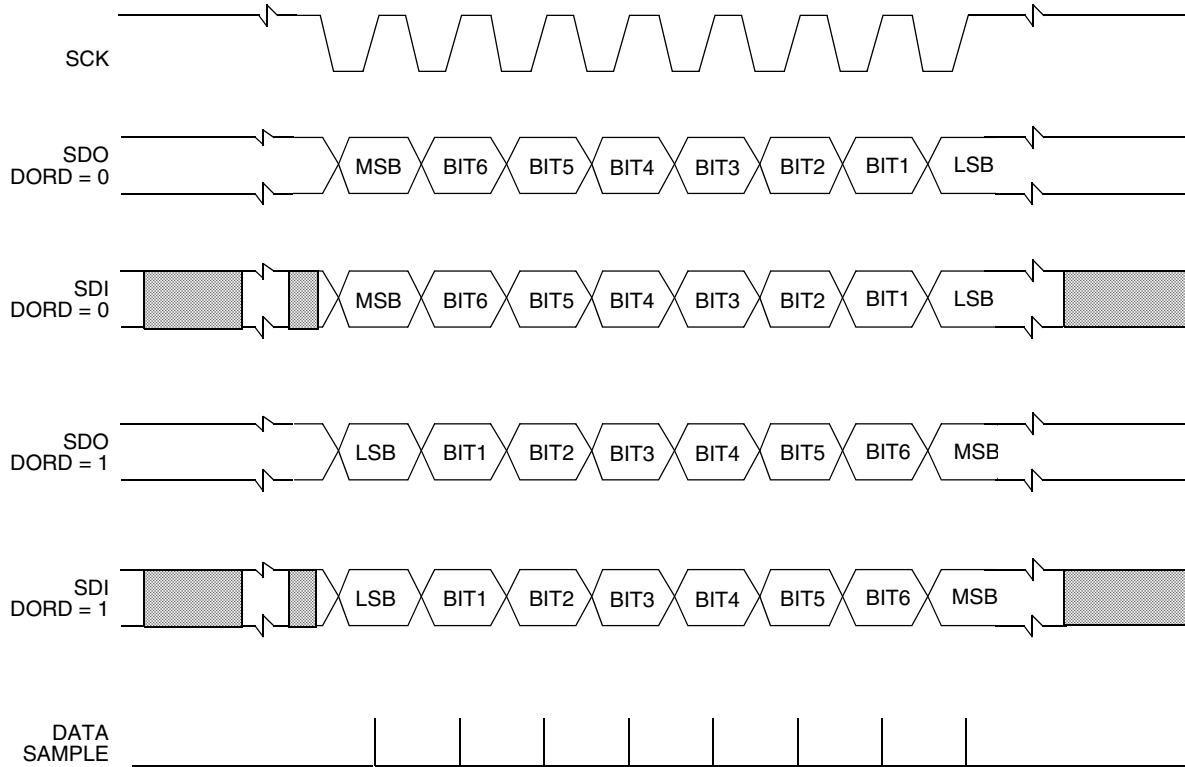 SCK
SDO
DORD = 0
MSB BIT6 BIT5 BIT4 BIT3 BIT2 BIT1 LSB
SDI
DORD = 0
MSB BIT6 BIT5 BIT4 BIT3 BIT2 BIT1 LSB
SDO
DORD = 1
LSB BIT1 BIT2 BIT3 BIT4 BIT5 BIT6 MSB
SDI
DORD = 1
LSB BIT1 BIT2 BIT3 BIT4 BIT5 BIT6 MSB
DATA
SAMPLE